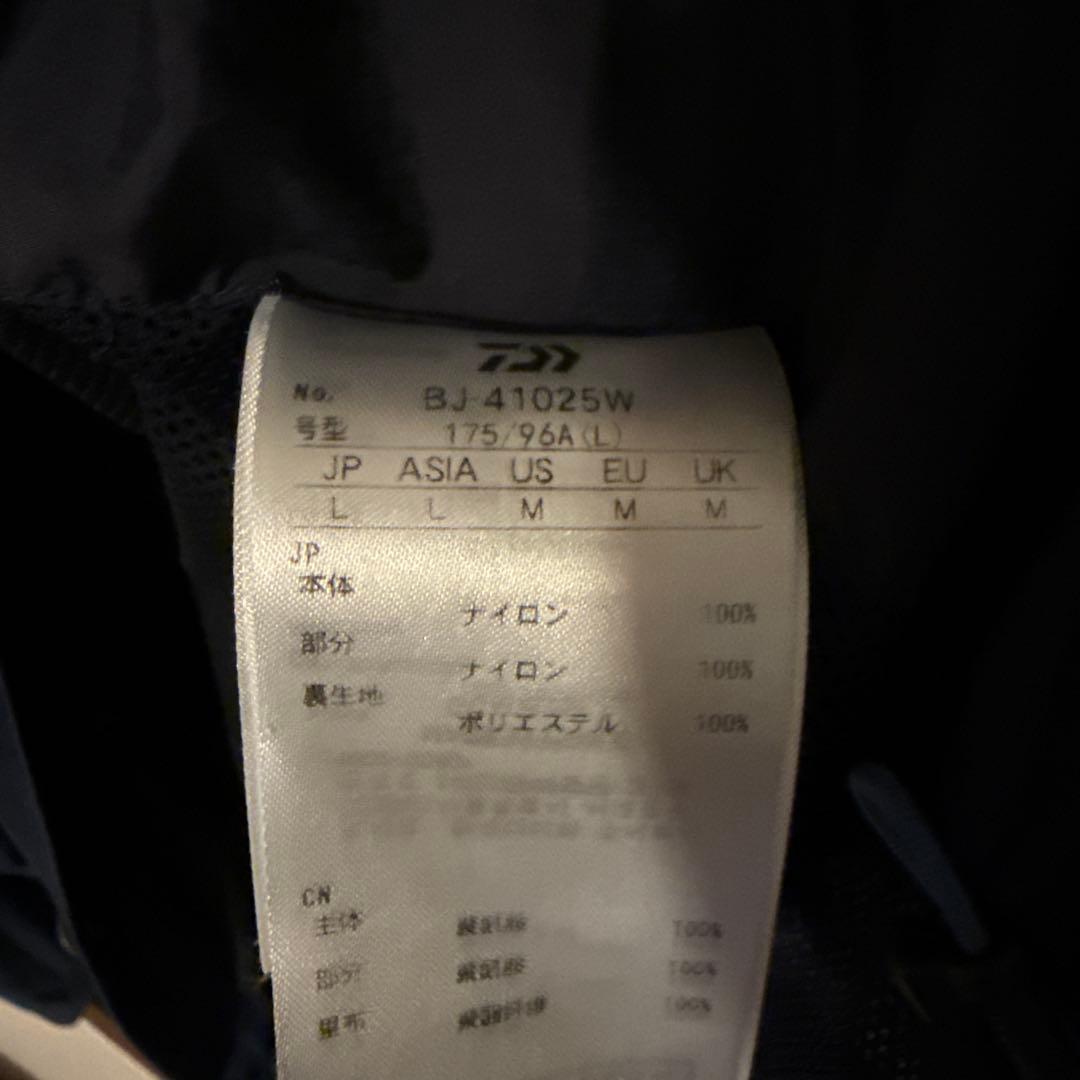 No. BJ-41025W
号型 175/96A(L)
JP ASIA US EU UK
L L M M M
JP
本体
ナイロン 100%
部分
ナイロン 100%
裏生地
ポリエステル 100%
CN
主体 100%
部分 100%
里布 100%